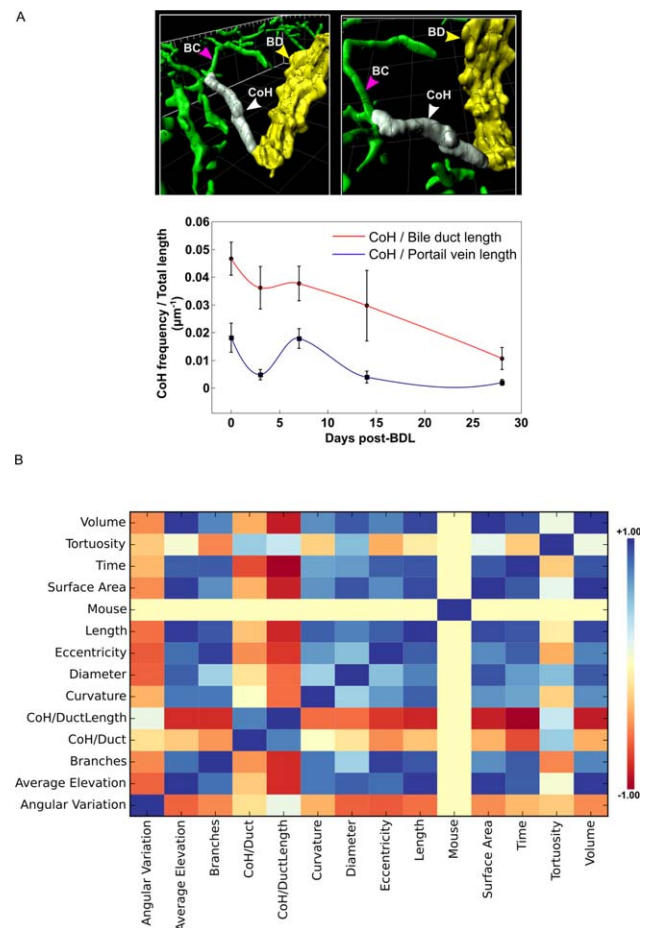 A
BC
BD
CoH
BD
BC
CoH
0.06
0.05
0.04
0.03
0.02
0.01
0
CoH frequency / Total length
(µm⁻¹)
CoH / Bile duct length
CoH / Portail vein length
0 5 10 15 20 25 30
Days post-BDL
B
Volume
Tortuosity
Time
Surface Area
Mouse
Length
Eccentricity
Diameter
Curvature
CoH/DuctLength
CoH/Duct
Branches
Average Elevation
Angular Variation
+1.00
-1.00
Angular Variation
Average Elevation
Branches
CoH/Duct
CoH/DuctLength
Curvature
Diameter
Eccentricity
Length
Mouse
Surface Area
Time
Tortuosity
Volume